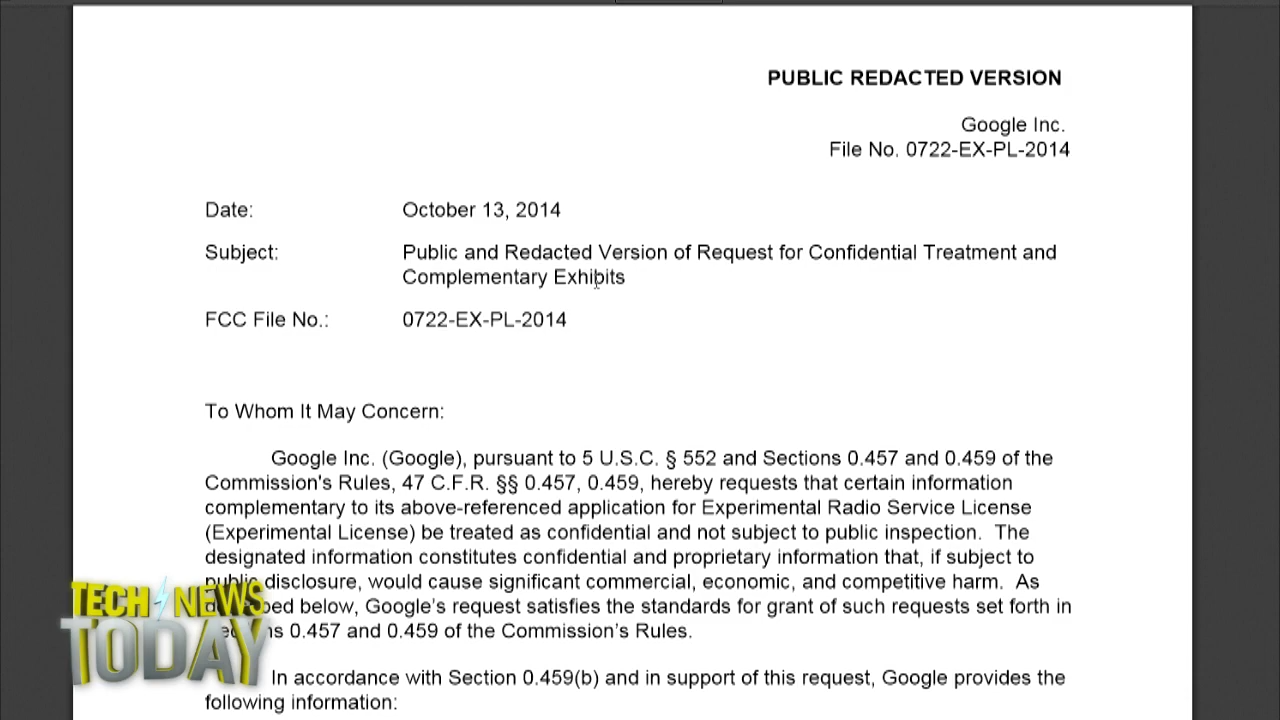 PUBLIC REDACTED VERSION
Google Inc.
File No. 0722-EX-PL-2014
Date: October 13, 2014
Subject: Public and Redacted Version of Request for Confidential Treatment and
Complementary Exhibits
FCC File No.: 0722-EX-PL-2014
To Whom It May Concern:
Google Inc. (Google), pursuant to 5 U.S.C. § 552 and Sections 0.457 and 0.459 of the
Commission's Rules, 47 C.F.R. §§ 0.457, 0.459, hereby requests that certain information
complementary to its above-referenced application for Experimental Radio Service License
(Experimental License) be treated as confidential and not subject to public inspection. The
designated information constitutes confidential and proprietary information that, if subject to
public disclosure, would cause significant commercial, economic, and competitive harm. As
below, Google's request satisfies the standards for grant of such requests set forth in
0.457 and 0.459 of the Commission's Rules.
In accordance with Section 0.459(b) and in support of this request, Google provides the
following information:
TECH NEWS
TODAY